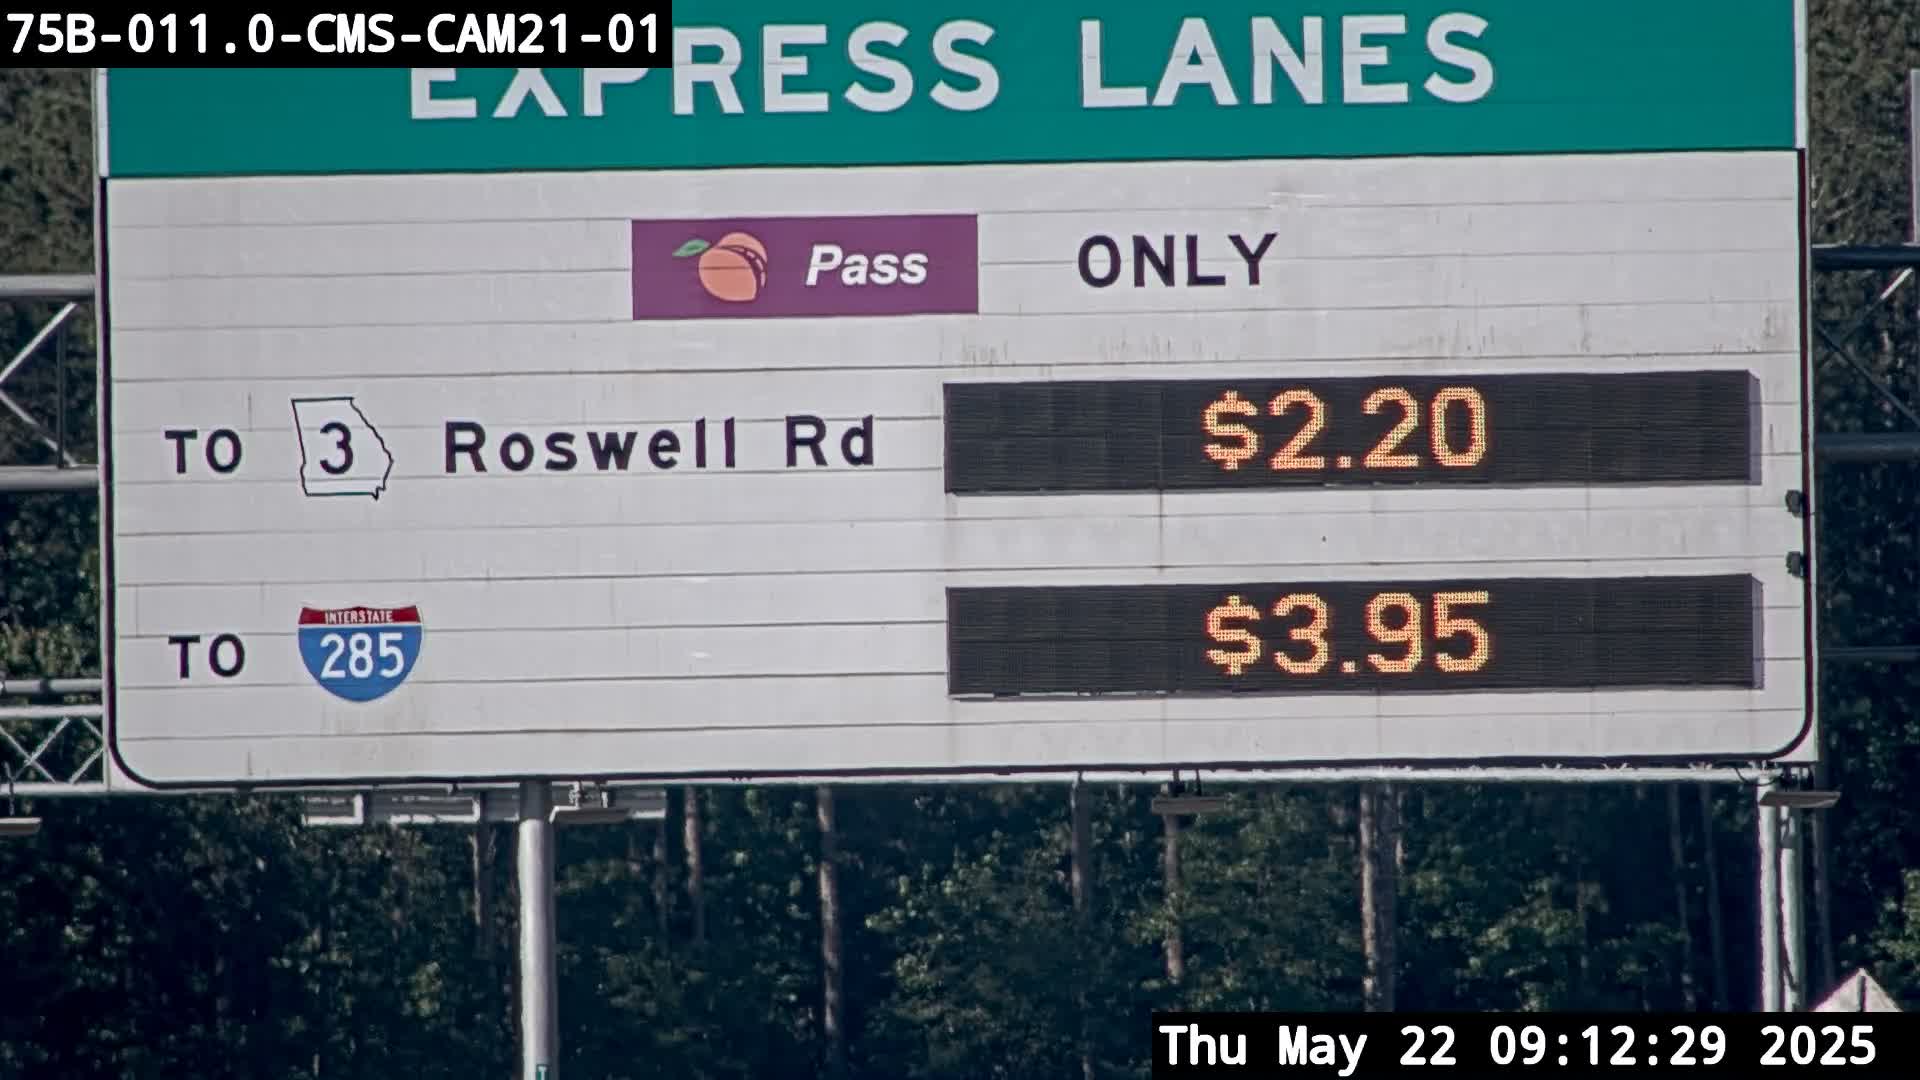 75B-011.0-CMS-CAM21-01
EXPRESS LANES
Pass ONLY
TO 3 Roswell Rd $2.20
INTERSTATE
TO 285 $3.95
Thu May 22 09:12:29 2025